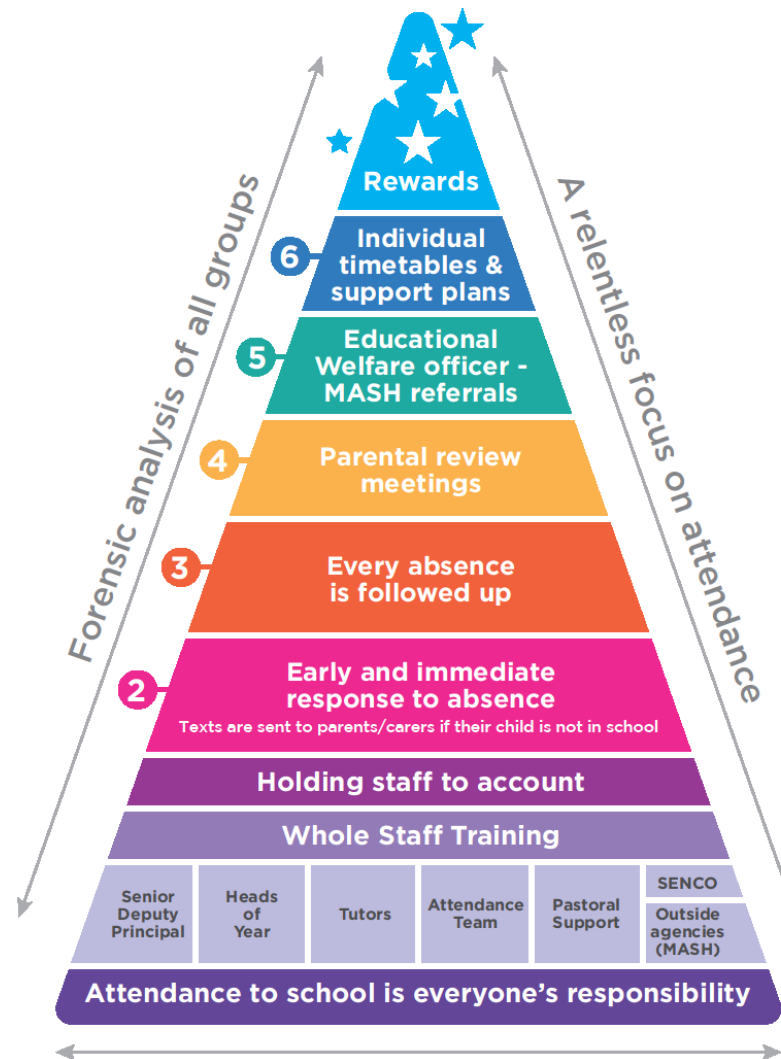 Rewards
6
Individual
timetables &
support plans
5
Educational
Welfare officer -
MASH referrals
4
Parental review
meetings
3
Every absence
is followed up
2
Early and immediate
response to absence
Texts are sent to parents/carers if their child is not in school
Holding staff to account
Whole Staff Training
Senior
Deputy
Principal
Heads
of
Year
Tutors
Attendance
Team
Pastoral
Support
SENCO
Outside
agencies
(MASH)
Attendance to school is everyone's responsibility
Forensic analysis of all groups
A relentless focus on attendance